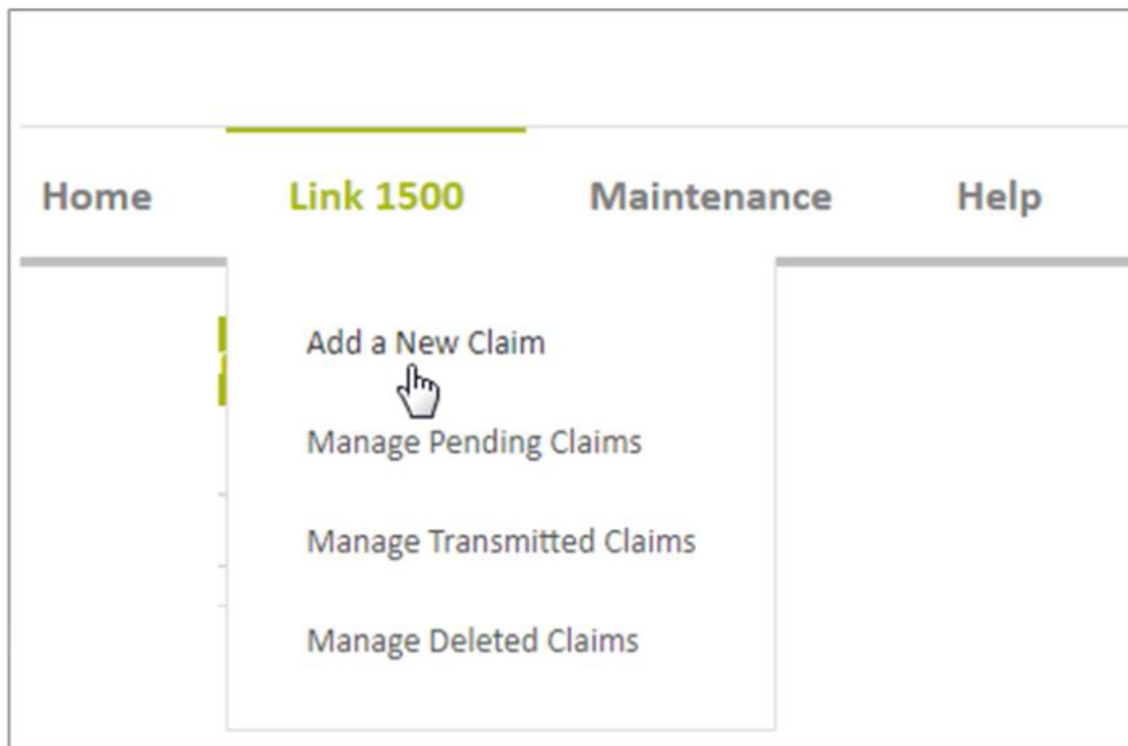 Home Link 1500 Maintenance Help
Add a New Claim
Manage Pending Claims
Manage Transmitted Claims
Manage Deleted Claims